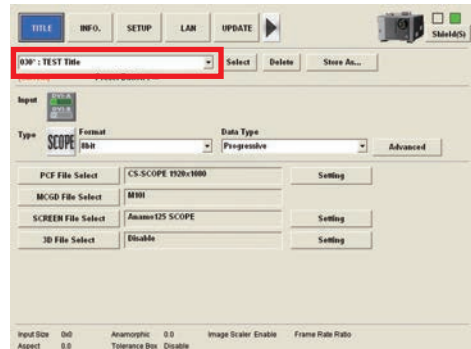 TITLE INFO. SETUP LAN UPDATE Shield(S)
030* : TEST Title Select Delete Store As...
Input
Type SCOPE Format Data Type
8bit Progressive Advanced
PCF File Select CS-SCOPE 1920x1080 Setting
MCGD File Select M101
SCREEN File Select Anamo125 SCOPE Setting
3D File Select Disable Setting
Input Size 0x0 Anamorphic 0.0 Image Scaler Enable Frame Rate Ratio
Aspect 0.0 Tolerance Box Disable